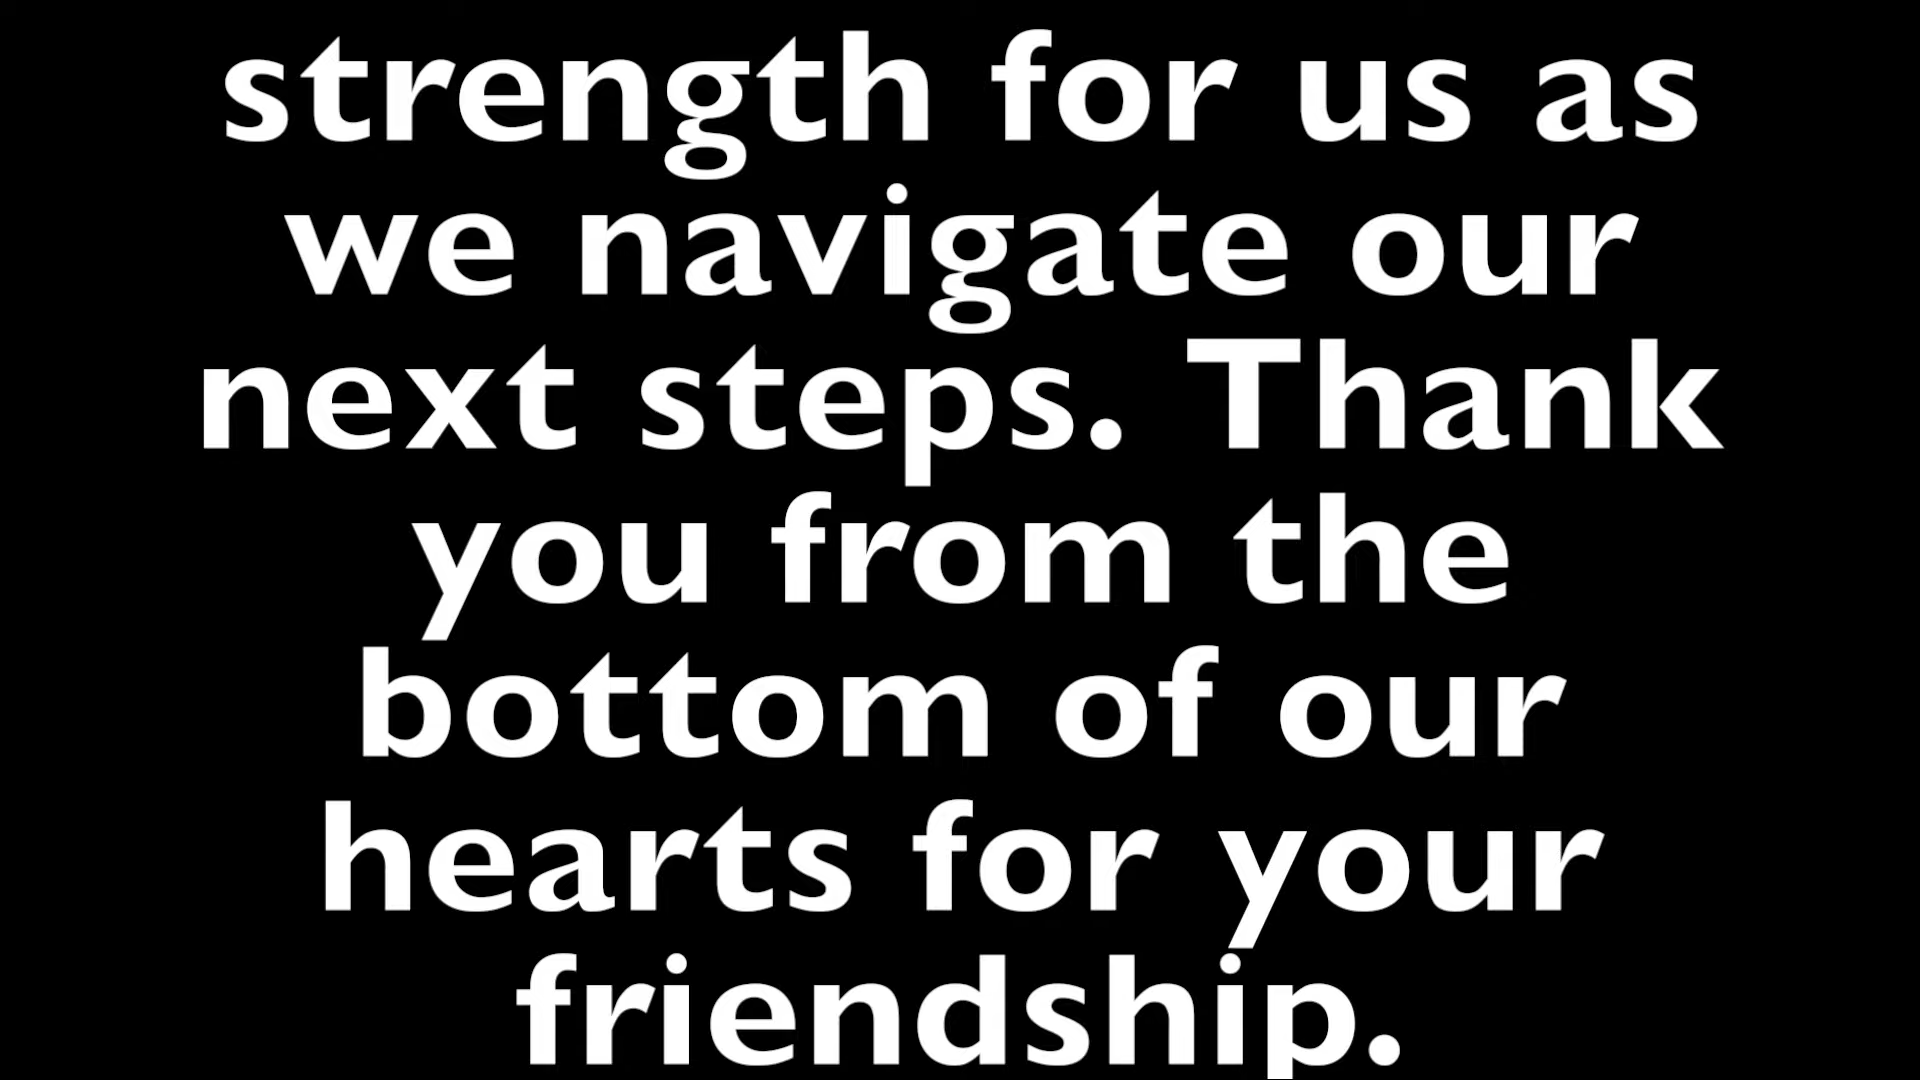 strength for us as
we navigate our
next steps. Thank
you from the
bottom of our
hearts for your
friendship.